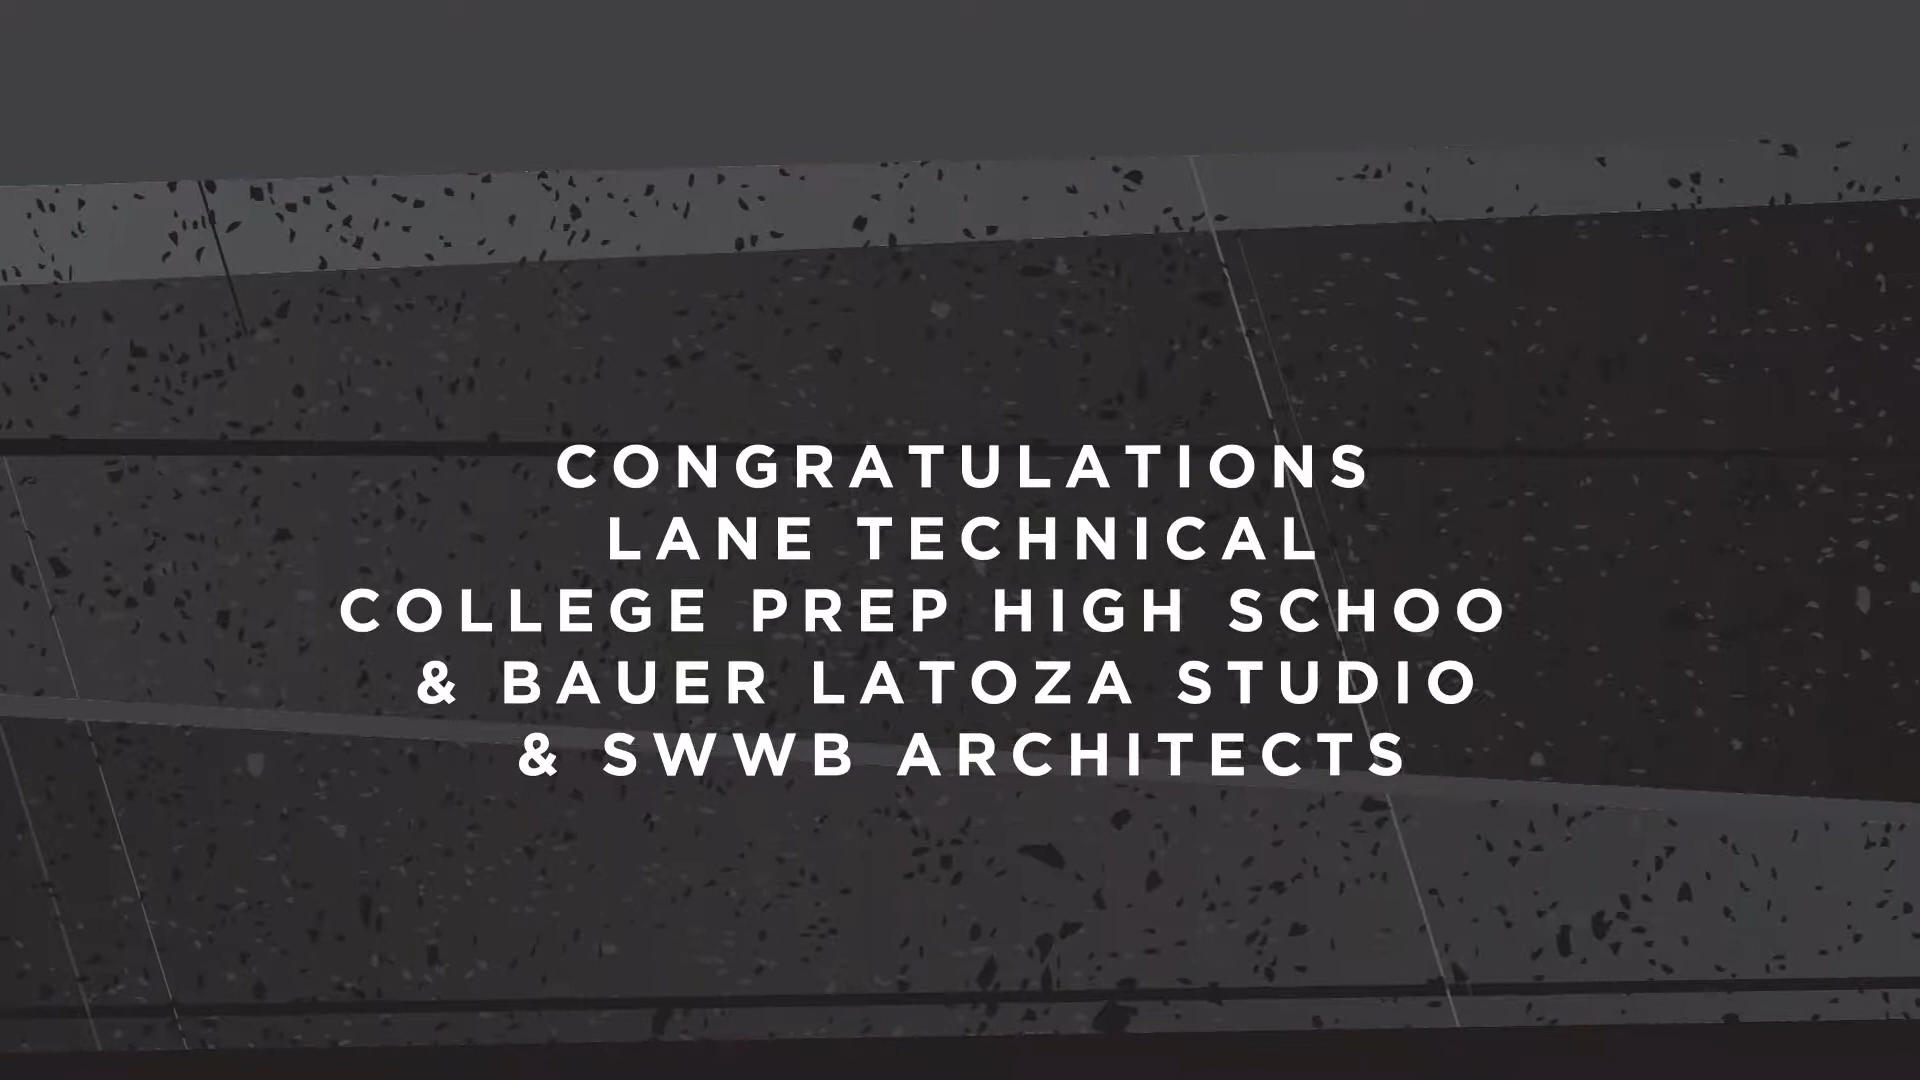 CONGRATULATIONS
LANE TECHNICAL
COLLEGE PREP HIGH SCHOO
& BAUER LATOZA STUDIO
& SWWB ARCHITECTS